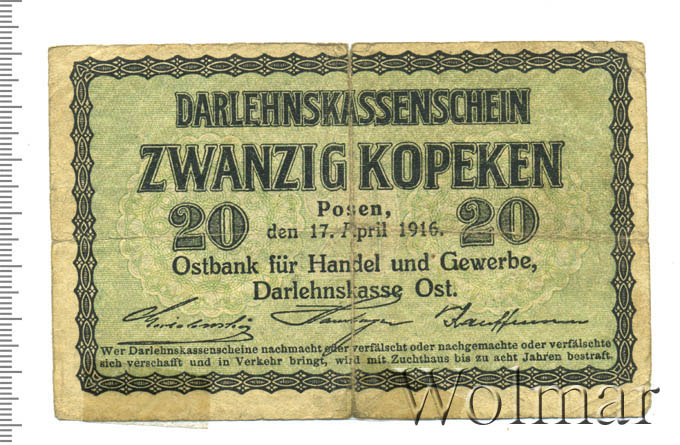 DARLEHNSKASSENSCHEIN
ZWANZIG KOPEKEN
20 Posen, 20
den 17. April 1916.
Ostbank für Handel und Gewerbe,
Darlehnskasse Ost.
Kauffmann
Wer Darlehnskassenscheine nachmacht oder verfälscht oder nachgemachte oder verfälschte
sich verschafft und in Verkehr bringt, wird mit Zuchthaus bis zu acht Jahren bestraft.
Wolmar